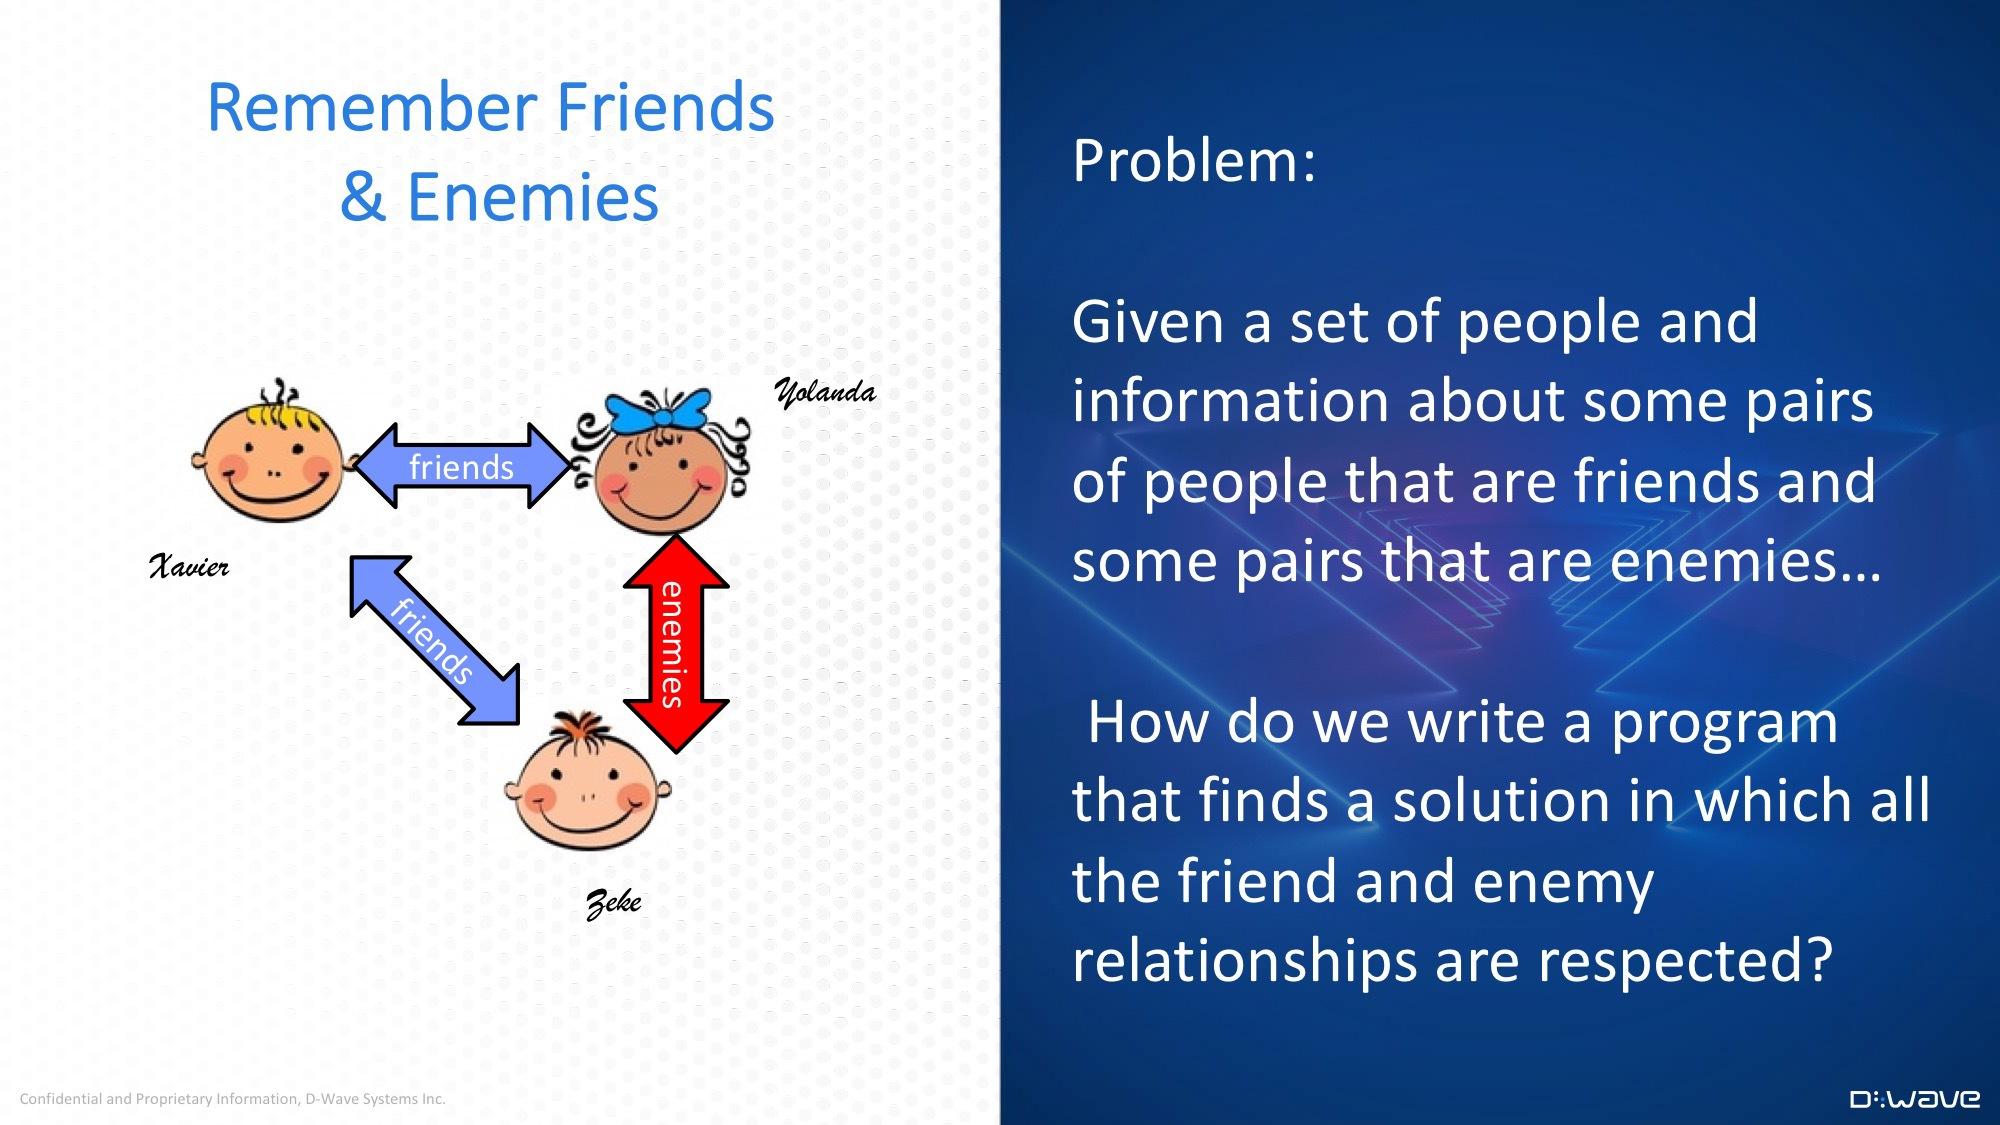 Remember Friends
& Enemies
Yolanda
friends
Xavier
friends
enemies
Zeke
Confidential and Proprietary Information, D-Wave Systems Inc.
Problem:
Given a set of people and
information about some pairs
of people that are friends and
some pairs that are enemies...
How do we write a program
that finds a solution in which all
the friend and enemy
relationships are respected?
D:wave